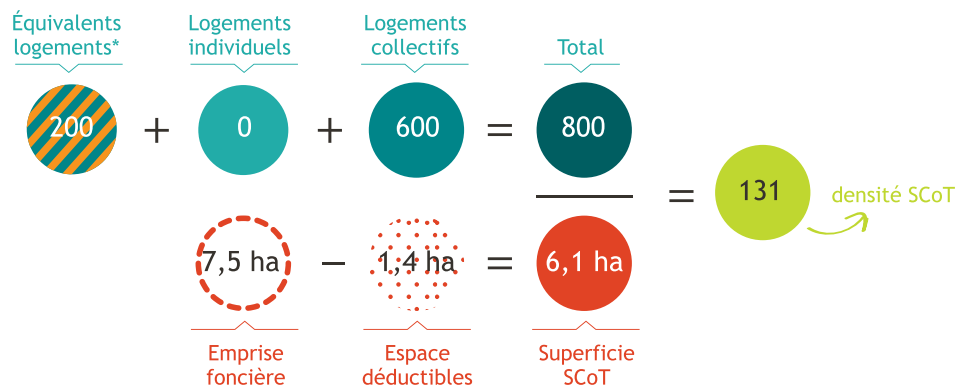 Équivalents
logements*
Logements
individuels
Logements
collectifs
Total
200 + 0 + 600 = 800
= 131
densité SCoT
7,5 ha – 1,4 ha = 6,1 ha
Emprise
foncière
Espace
déductibles
Superficie
SCoT